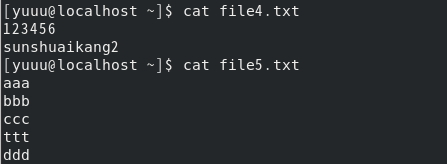 [yuuu@localhost ~]$ cat file4.txt
123456
sunshuaikang2
[yuuu@localhost ~]$ cat file5.txt
aaa
bbb
ccc
ttt
ddd